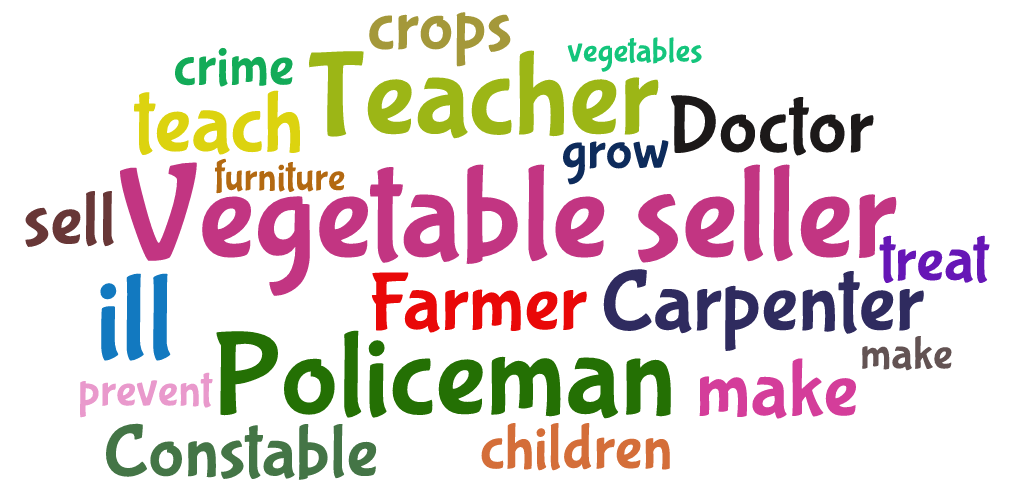 crops
vegetables
crime
Teacher
teach
Doctor
grow
furniture
Vegetable seller
sell
treat
ill
Farmer
Carpenter
make
Policeman
prevent
make
Constable
children